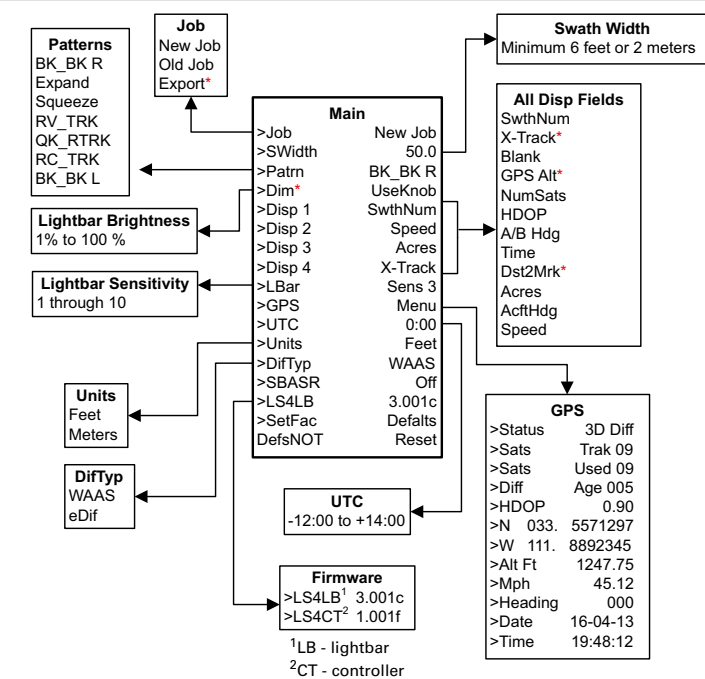 Patterns
BK_BK R
Expand
Squeeze
RV_TRK
QK_RTRK
RC_TRK
BK_BK L
Job
New Job
Old Job
Export*
Swath Width
Minimum 6 feet or 2 meters
Main
>Job New Job
>SWidth 50.0
>Patrn BK_BK R
>Dim* UseKnob
>Disp 1 SwthNum
>Disp 2 Speed
>Disp 3 Acres
>Disp 4 X-Track
>LBar Sens 3
>GPS Menu
>UTC 0:00
>Units Feet
>DifTyp WAAS
>SBASR Off
>LS4LB 3.001c
>SetFac Defalts
DefsNOT Reset
All Disp Fields
SwthNum
X-Track*
Blank
GPS Alt*
NumSats
HDOP
A/B Hdg
Time
Dst2Mrk*
Acres
AcftHdg
Speed
Lightbar Brightness
1% to 100 %
Lightbar Sensitivity
1 through 10
Units
Feet
Meters
DifTyp
WAAS
eDif
UTC
-12:00 to +14:00
Firmware
>LS4LB¹ 3.001c
>LS4CT² 1.001f
¹LB - lightbar
²CT - controller
GPS
>Status 3D Diff
>Sats Trak 09
>Sats Used 09
>Diff Age 005
>HDOP 0.90
>N 033. 5571297
>W 111. 8892345
>Alt Ft 1247.75
>Mph 45.12
>Heading 000
>Date 16-04-13
>Time 19:48:12